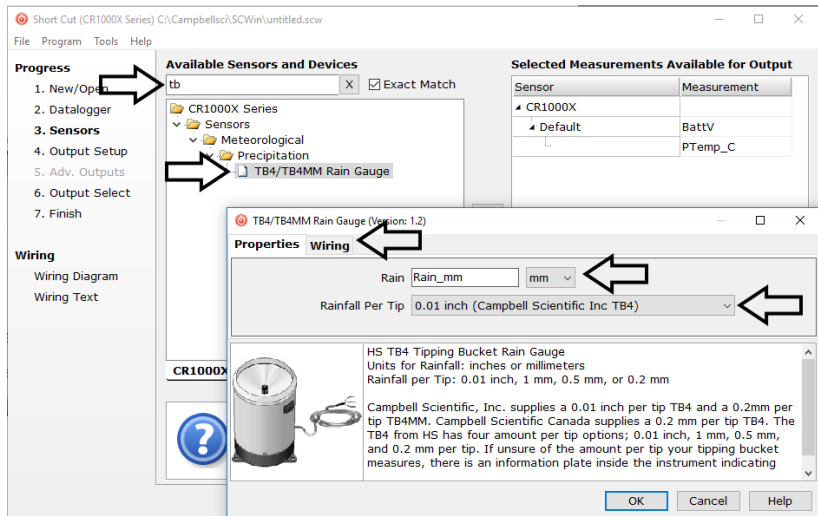 Short Cut (CR1000X Series) C:\Campbellsci\SCWin\untitled.scw
File Program Tools Help
Progress
1. New/Open
2. Datalogger
3. Sensors
4. Output Setup
5. Adv. Outputs
6. Output Select
7. Finish
Wiring
Wiring Diagram
Wiring Text
Available Sensors and Devices
tb X Exact Match
CR1000X Series
Sensors
Meteorological
Precipitation
TB4/TB4MM Rain Gauge
CR1000X
Selected Measurements Available for Output
Sensor Measurement
CR1000X
Default BattV
PTemp_C
TB4/TB4MM Rain Gauge (Version: 1.2)
Properties Wiring
Rain Rain_mm mm
Rainfall Per Tip 0.01 inch (Campbell Scientific Inc TB4)
HS TB4 Tipping Bucket Rain Gauge
Units for Rainfall: inches or millimeters
Rainfall per Tip: 0.01 inch, 1 mm, 0.5 mm, or 0.2 mm
Campbell Scientific, Inc. supplies a 0.01 inch per tip TB4 and a 0.2mm per
tip TB4MM. Campbell Scientific Canada supplies a 0.2 mm per tip TB4. The
TB4 from HS has four amount per tip options; 0.01 inch, 1 mm, 0.5 mm,
and 0.2 mm per tip. If unsure of the amount per tip your tipping bucket
measures, there is an information plate inside the instrument indicating
OK Cancel Help